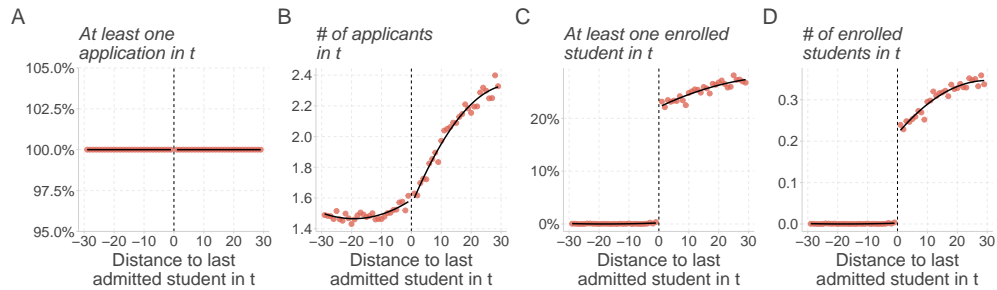 A
At least one
application in t
105.0%
102.5%
100.0%
97.5%
95.0%
−30 −20 −10 0 10 20 30
Distance to last
admitted student in t
B
# of applicants
in t
2.4
2.2
2.0
1.8
1.6
1.4
−30 −20 −10 0 10 20 30
Distance to last
admitted student in t
C
At least one enrolled
student in t
20%
10%
0%
−30 −20 −10 0 10 20 30
Distance to last
admitted student in t
D
# of enrolled
students in t
0.3
0.2
0.1
0.0
−30 −20 −10 0 10 20 30
Distance to last
admitted student in t